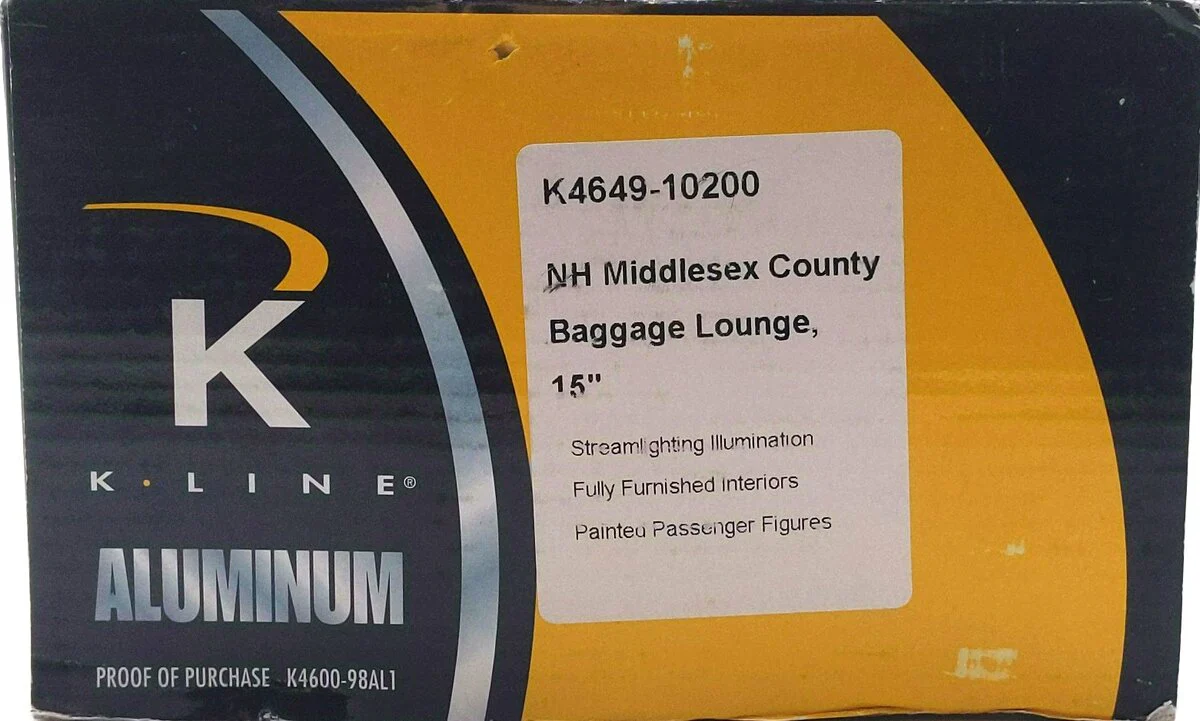 K
K·LINE®
ALUMINUM
PROOF OF PURCHASE K4600-98AL1
K4649-10200
NH Middlesex County
Baggage Lounge,
15"
Streamlighting Illumination
Fully Furnished Interiors
Painted Passenger Figures